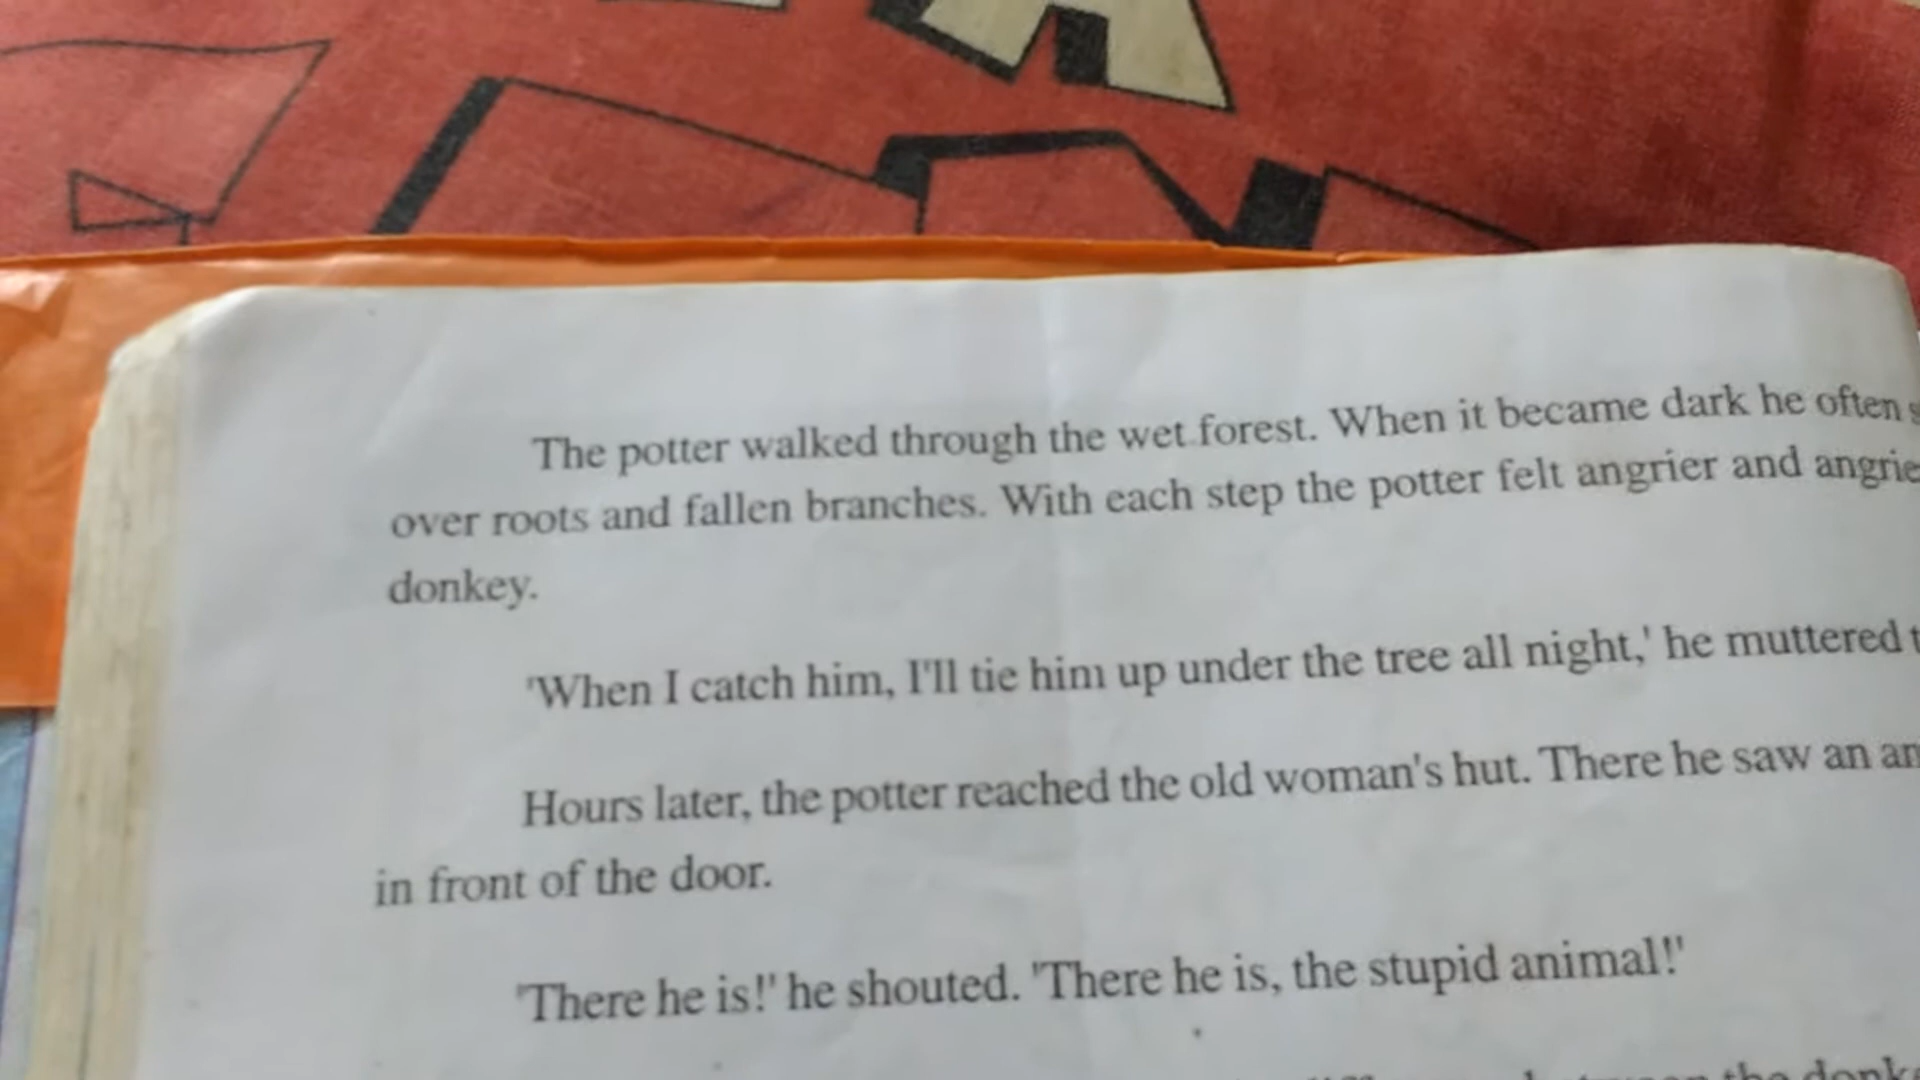 The potter walked through the wet forest. When it became dark he often
over roots and fallen branches. With each step the potter felt angrier and
donkey.
'When I catch him, I'll tie him up under the tree all night,' he muttered
Hours later, the potter reached the old woman's hut. There he saw an
in front of the door.
'There he is!' he shouted. 'There he is, the stupid animal!'
the